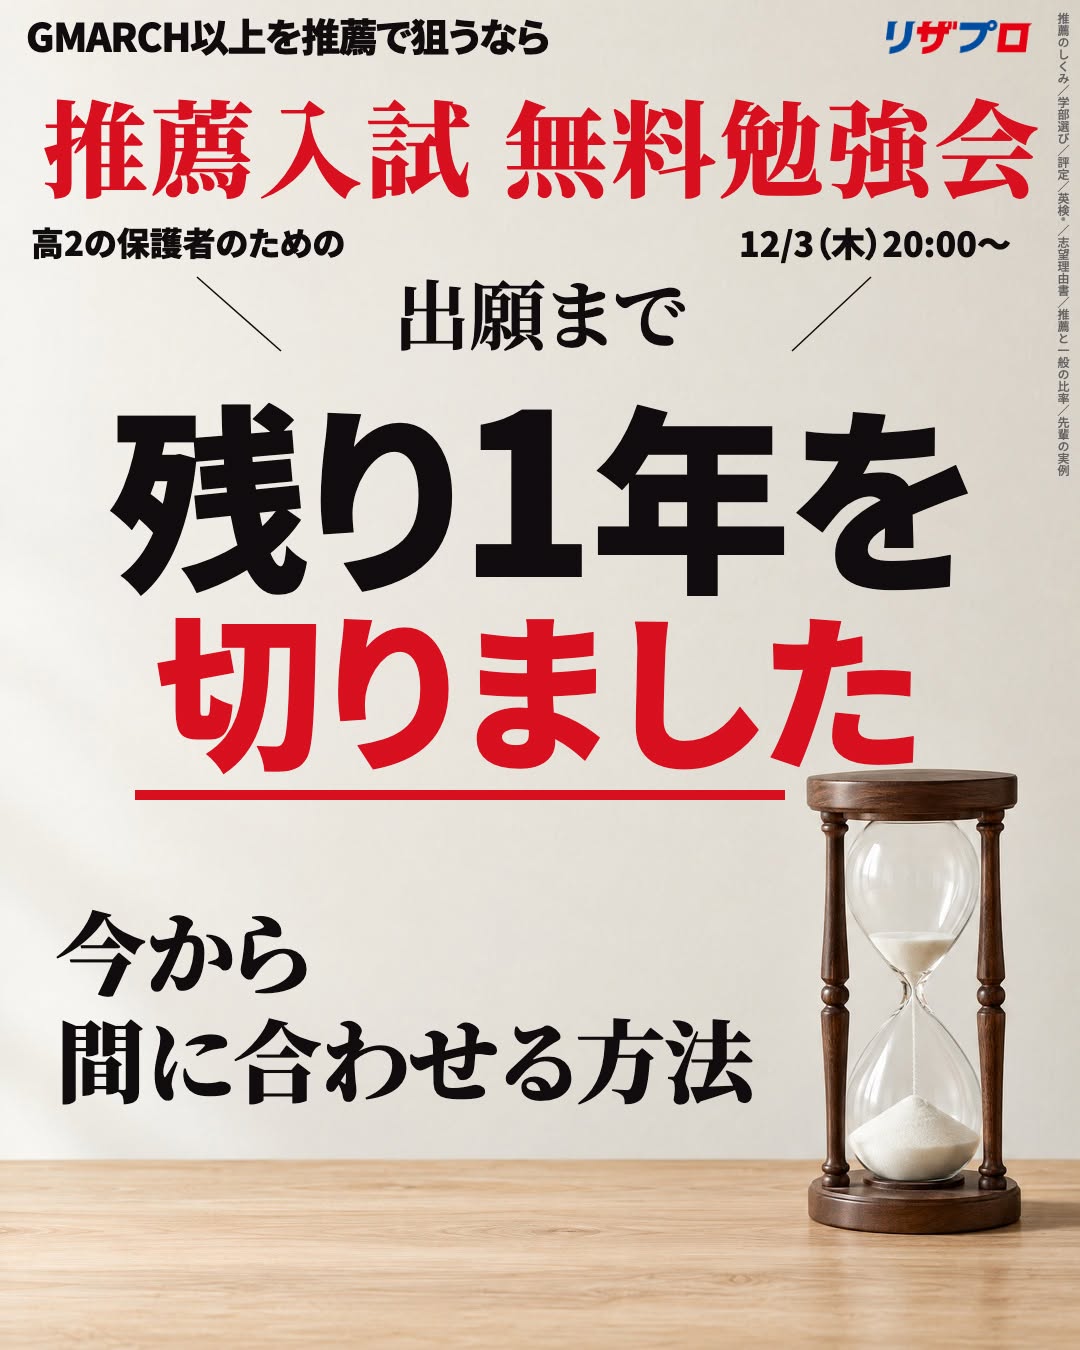 GMARCH以上を推薦で狙うなら
リザプロ
推薦入試 無料勉強会
高2の保護者のための
12/3(木)20:00〜
出願まで
残り1年を
切りました
今から
間に合わせる方法
推薦のしくみ/学部選び/評定/英検®/志望理由書/推薦と一般の比率/先輩の実例